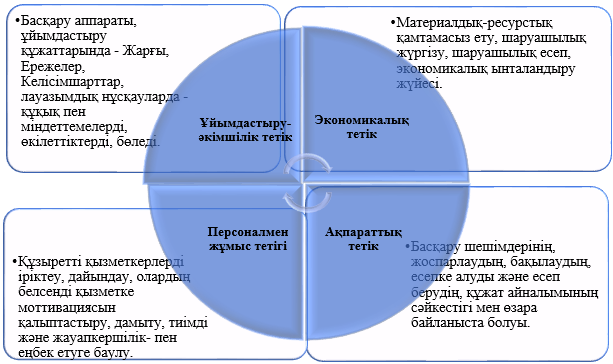 •Басқару аппараты,
ұйымдастыру
құжаттарында - Жарғы,
Ережелер,
Келісімшарттар,
лауазымдық нұсқауларда -
құқық пен
міндеттемелерді,
өкілеттіктерді, бөледі.
Ұйымдастыру-
әкімшілік тетік
•Материалдық-ресурстық
қамтамасыз ету, шаруашылық
жүргізу, шаруашылық есеп,
экономикалық ынталандыру
жүйесі.
Экономикалық
тетік
Персоналмен
жұмыс тетігі
•Құзыретті қызметкерлерді
іріктеу, дайындау, олардың
белсенді қызметке
моттивациясын
қалыптастыру, дамыту, тиімді
және жауапкершілік- пен
еңбек етуге баулу.
Ақпараттық
тетік
•Басқару шешімдерінің,
жоспарлаудың, бақылаудың,
есепке алуды және есеп
берудің, құжат айналымының
сәйкестігі мен өзара
байланыста болуы.